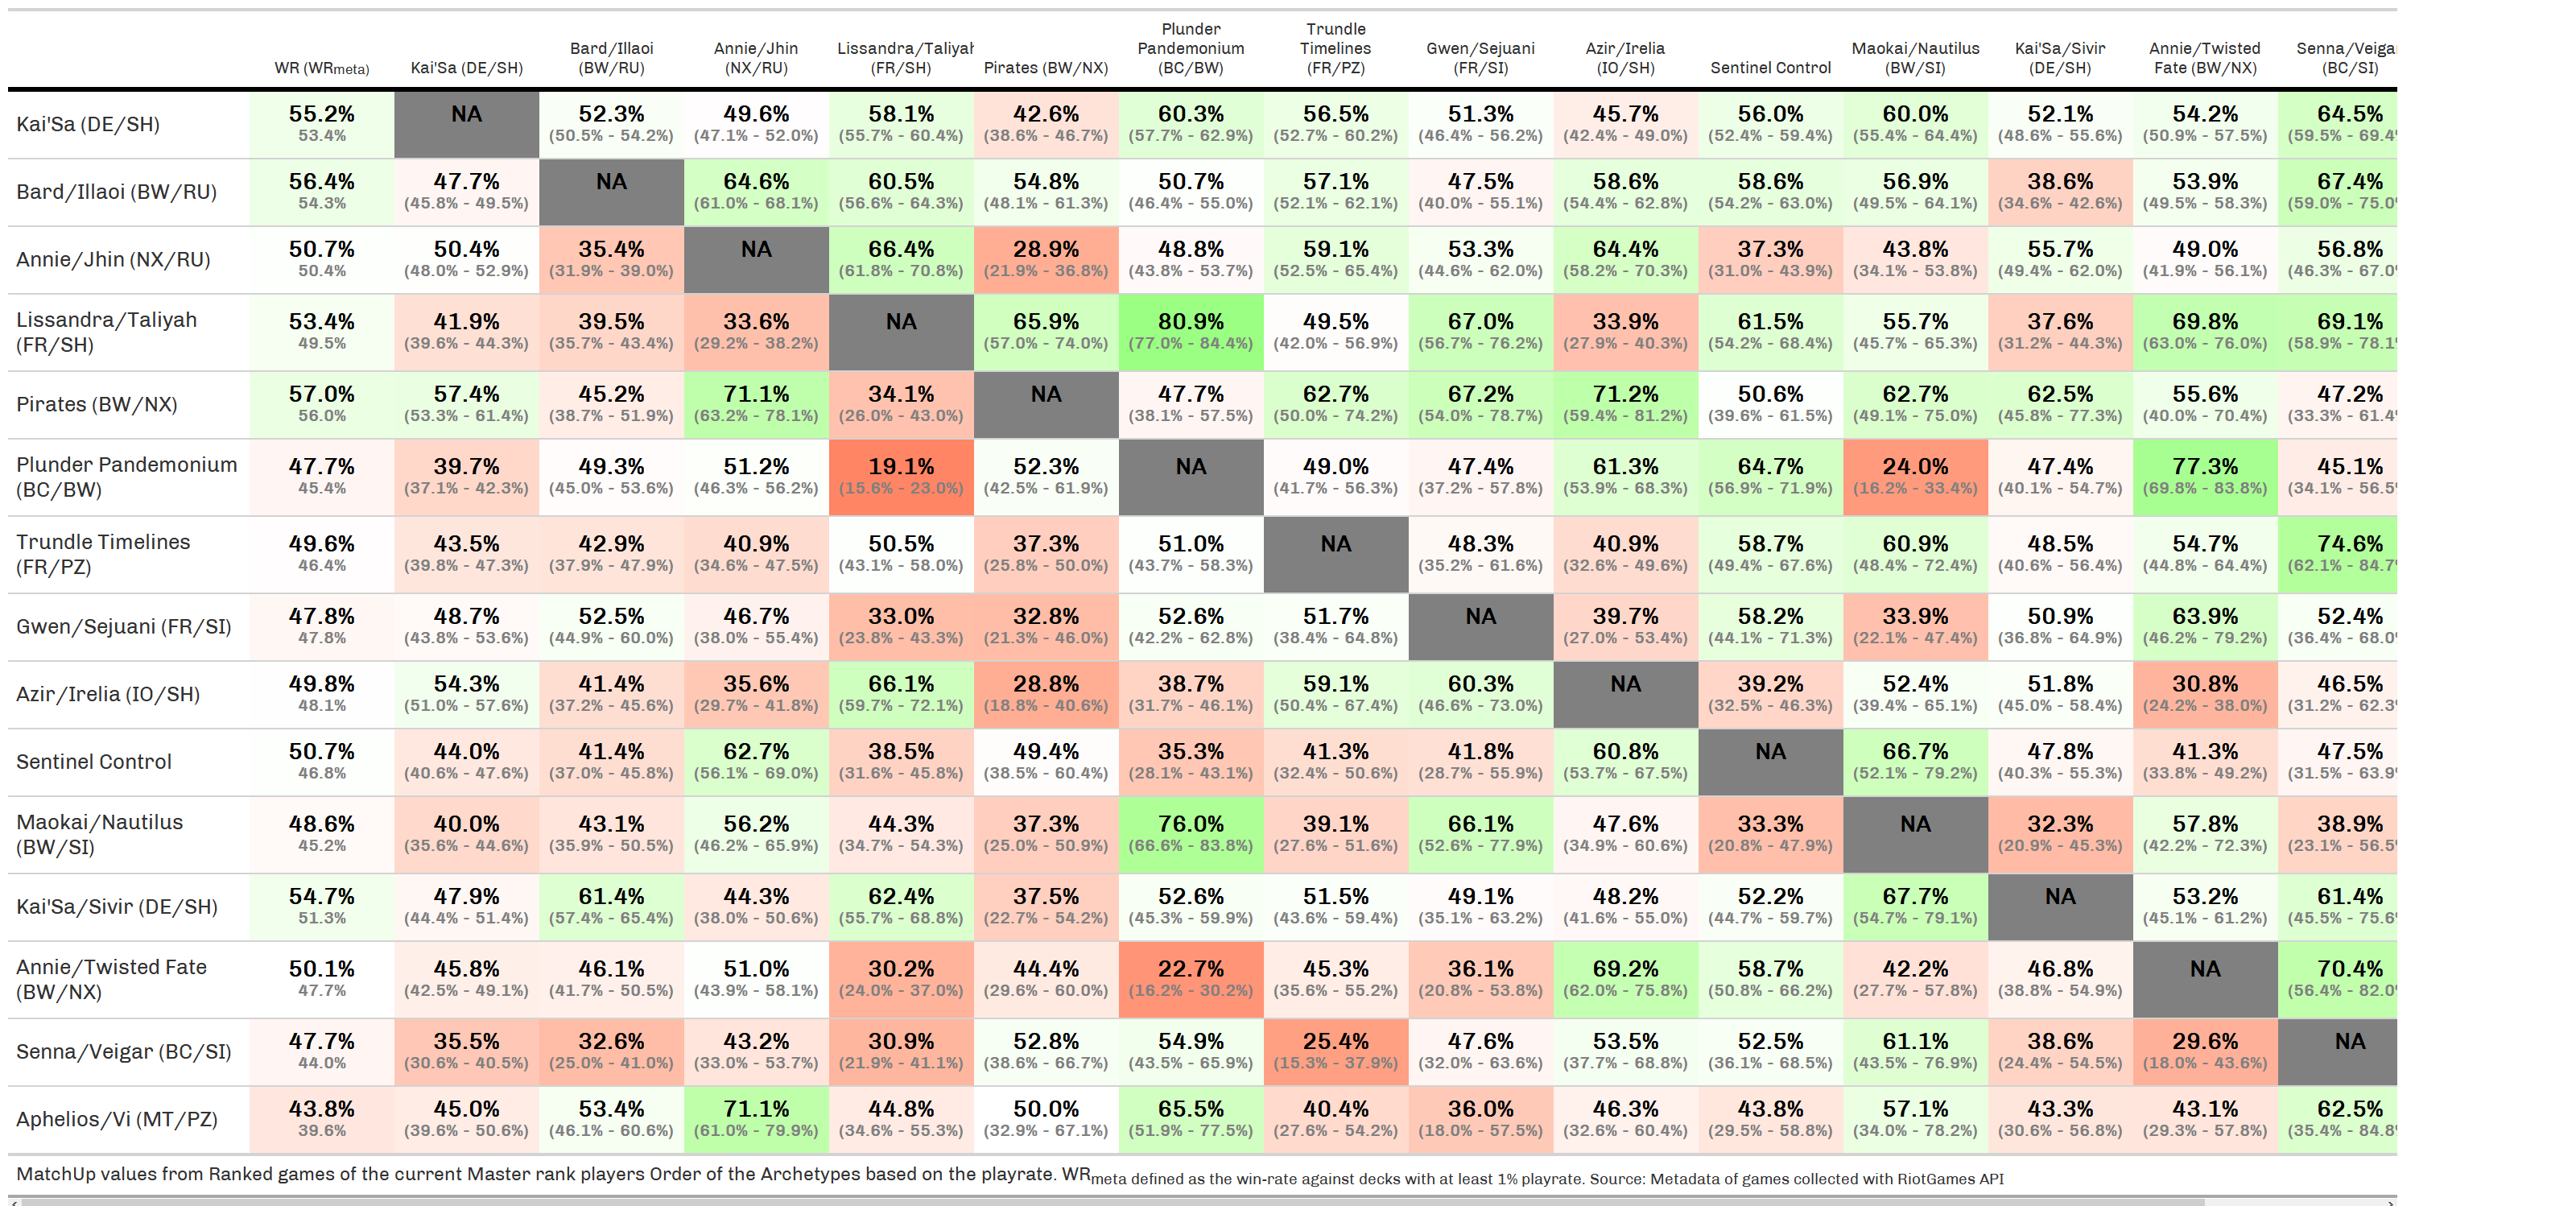 WR (WRmeta) Kai'Sa (DE/SH) Bard/Illaoi (BW/RU) Annie/Jhin (NX/RU) Lissandra/Taliyah (FR/SH) Pirates (BW/NX) Plunder Pandemonium (BC/BW) Trundle Timelines (FR/PZ) Gwen/Sejuani (FR/SI) Azir/Irelia (IO/SH) Sentinel Control Maokai/Nautilus (BW/SI) Kai'Sa/Sivir (DE/SH) Annie/Twisted Fate (BW/NX) Senna/Veigar (BC/SI)
Kai'Sa (DE/SH) 55.2% NA 52.3% 49.6% 58.1% 42.6% 60.3% 56.5% 51.3% 45.7% 56.0% 60.0% 52.1% 54.2% 64.5%
53.4% (50.5% - 54.2%) (47.1% - 52.0%) (55.7% - 60.4%) (38.6% - 46.7%) (57.7% - 62.9%) (52.7% - 60.2%) (46.4% - 56.2%) (42.4% - 49.0%) (52.4% - 59.4%) (55.4% - 64.4%) (48.6% - 55.6%) (50.9% - 57.5%) (59.5% - 69.4%
Bard/Illaoi (BW/RU) 56.4% 47.7% NA 64.6% 60.5% 54.8% 50.7% 57.1% 47.5% 58.6% 58.6% 56.9% 38.6% 53.9% 67.4%
54.3% (45.8% - 49.5%) (61.0% - 68.1%) (56.6% - 64.3%) (48.1% - 61.3%) (46.4% - 55.0%) (52.1% - 62.1%) (40.0% - 55.1%) (54.4% - 62.8%) (54.2% - 63.0%) (49.5% - 64.1%) (34.6% - 42.6%) (49.5% - 58.3%) (59.0% - 75.0%
Annie/Jhin (NX/RU) 50.7% 50.4% 35.4% NA 66.4% 28.9% 48.8% 59.1% 53.3% 64.4% 37.3% 43.8% 55.7% 49.0% 56.8%
50.4% (48.0% - 52.9%) (31.9% - 39.0%) (61.8% - 70.8%) (21.9% - 36.8%) (43.8% - 53.7%) (52.5% - 65.4%) (44.6% - 62.0%) (58.2% - 70.3%) (31.0% - 43.9%) (34.1% - 53.8%) (49.4% - 62.0%) (41.9% - 56.1%) (46.3% - 67.0%
Lissandra/Taliyah (FR/SH) 53.4% 41.9% 39.5% 33.6% NA 65.9% 80.9% 49.5% 67.0% 33.9% 61.5% 55.7% 37.6% 69.8% 69.1%
49.5% (39.6% - 44.3%) (35.7% - 43.4%) (29.2% - 38.2%) (57.0% - 74.0%) (77.0% - 84.4%) (42.0% - 56.9%) (56.7% - 76.2%) (27.9% - 40.3%) (54.2% - 68.4%) (45.7% - 65.3%) (31.2% - 44.3%) (63.0% - 76.0%) (58.9% - 78.1%
Pirates (BW/NX) 57.0% 57.4% 45.2% 71.1% 34.1% NA 47.7% 62.7% 67.2% 71.2% 50.6% 62.7% 62.5% 55.6% 47.2%
56.0% (53.3% - 61.4%) (38.7% - 51.9%) (63.2% - 78.1%) (26.0% - 43.0%) (38.1% - 57.5%) (50.0% - 74.2%) (54.0% - 78.7%) (59.4% - 81.2%) (39.6% - 61.5%) (49.1% - 75.0%) (45.8% - 77.3%) (40.0% - 70.4%) (33.3% - 61.4%
Plunder Pandemonium (BC/BW) 47.7% 39.7% 49.3% 51.2% 19.1% 52.3% NA 49.0% 47.4% 61.3% 64.7% 24.0% 47.4% 77.3% 45.1%
45.4% (37.1% - 42.3%) (45.0% - 53.6%) (46.3% - 56.2%) (15.6% - 23.0%) (42.5% - 61.9%) (41.7% - 56.3%) (37.2% - 57.8%) (53.9% - 68.3%) (56.9% - 71.9%) (16.2% - 33.4%) (40.1% - 54.7%) (69.8% - 83.8%) (34.1% - 56.5%
Trundle Timelines (FR/PZ) 49.6% 43.5% 42.9% 40.9% 50.5% 37.3% 51.0% NA 48.3% 40.9% 58.7% 60.9% 48.5% 54.7% 74.6%
46.4% (39.8% - 47.3%) (37.9% - 47.9%) (34.6% - 47.5%) (43.1% - 58.0%) (25.8% - 50.0%) (43.7% - 58.3%) (35.2% - 61.6%) (32.6% - 49.6%) (49.4% - 67.6%) (48.4% - 72.4%) (40.6% - 56.4%) (44.8% - 64.4%) (62.1% - 84.7%
Gwen/Sejuani (FR/SI) 47.8% 48.7% 52.5% 46.7% 33.0% 32.8% 52.6% 51.7% NA 39.7% 58.2% 33.9% 50.9% 63.9% 52.4%
47.8% (43.8% - 53.6%) (44.9% - 60.0%) (38.0% - 55.4%) (23.8% - 43.3%) (21.3% - 46.0%) (42.2% - 62.8%) (38.4% - 64.8%) (27.0% - 53.4%) (44.1% - 71.3%) (22.1% - 47.4%) (36.8% - 64.9%) (46.2% - 79.2%) (36.4% - 68.0%
Azir/Irelia (IO/SH) 49.8% 54.3% 41.4% 35.6% 66.1% 28.8% 38.7% 59.1% 60.3% NA 39.2% 52.4% 51.8% 30.8% 46.5%
48.1% (51.0% - 57.6%) (37.2% - 45.6%) (29.7% - 41.8%) (59.7% - 72.1%) (18.8% - 40.6%) (31.7% - 46.1%) (50.4% - 67.4%) (46.6% - 73.0%) (32.5% - 46.3%) (39.4% - 65.1%) (45.0% - 58.4%) (24.2% - 38.0%) (31.2% - 62.3%
Sentinel Control 50.7% 44.0% 41.4% 62.7% 38.5% 49.4% 35.3% 41.3% 41.8% 60.8% NA 66.7% 47.8% 41.3% 47.5%
46.8% (40.6% - 47.6%) (37.0% - 45.8%) (56.1% - 69.0%) (31.6% - 45.8%) (38.5% - 60.4%) (28.1% - 43.1%) (32.4% - 50.6%) (28.7% - 55.9%) (53.7% - 67.5%) (52.1% - 79.2%) (40.3% - 55.3%) (33.8% - 49.2%) (31.5% - 63.9%
Maokai/Nautilus (BW/SI) 48.6% 40.0% 43.1% 56.2% 44.3% 37.3% 76.0% 39.1% 66.1% 47.6% 33.3% NA 32.3% 57.8% 38.9%
45.2% (35.6% - 44.6%) (35.9% - 50.5%) (46.2% - 65.9%) (34.7% - 54.3%) (25.0% - 50.9%) (66.6% - 83.8%) (27.6% - 51.6%) (52.6% - 77.9%) (34.9% - 60.6%) (20.8% - 47.9%) (20.9% - 45.3%) (42.2% - 72.3%) (23.1% - 56.5%
Kai'Sa/Sivir (DE/SH) 54.7% 47.9% 61.4% 44.3% 62.4% 37.5% 52.6% 51.5% 49.1% 48.2% 52.2% 67.7% NA 53.2% 61.4%
51.3% (44.4% - 51.4%) (57.4% - 65.4%) (38.0% - 50.6%) (55.7% - 68.8%) (22.7% - 54.2%) (45.3% - 59.9%) (43.6% - 59.4%) (35.1% - 63.2%) (41.6% - 55.0%) (44.7% - 59.7%) (54.7% - 79.1%) (45.1% - 61.2%) (45.5% - 75.6%
Annie/Twisted Fate (BW/NX) 50.1% 45.8% 46.1% 51.0% 30.2% 44.4% 22.7% 45.3% 36.1% 69.2% 58.7% 42.2% 46.8% NA 70.4%
47.7% (42.5% - 49.1%) (41.7% - 50.5%) (43.9% - 58.1%) (24.0% - 37.0%) (29.6% - 60.0%) (16.2% - 30.2%) (35.6% - 55.2%) (20.8% - 53.8%) (62.0% - 75.8%) (50.8% - 66.2%) (27.7% - 57.8%) (38.8% - 54.9%) (56.4% - 82.0%
Senna/Veigar (BC/SI) 47.7% 35.5% 32.6% 43.2% 30.9% 52.8% 54.9% 25.4% 47.6% 53.5% 52.5% 61.1% 38.6% 29.6% NA
44.0% (30.6% - 40.5%) (25.0% - 41.0%) (33.0% - 53.7%) (21.9% - 41.1%) (38.6% - 66.7%) (43.5% - 65.9%) (15.3% - 37.9%) (32.0% - 63.6%) (37.7% - 68.8%) (36.1% - 68.5%) (43.5% - 76.9%) (24.4% - 54.5%) (18.0% - 43.6%)
Aphelios/Vi (MT/PZ) 43.8% 45.0% 53.4% 71.1% 44.8% 50.0% 65.5% 40.4% 36.0% 46.3% 43.8% 57.1% 43.3% 43.1% 62.5%
39.6% (39.6% - 50.6%) (46.1% - 60.6%) (61.0% - 79.9%) (34.6% - 55.3%) (32.9% - 67.1%) (51.9% - 77.5%) (27.6% - 54.2%) (18.0% - 57.5%) (32.6% - 60.4%) (29.5% - 58.8%) (34.0% - 78.2%) (30.6% - 56.8%) (29.3% - 57.8%) (35.4% - 84.8%
MatchUp values from Ranked games of the current Master rank players Order of the Archetypes based on the playrate. WRmeta defined as the win-rate against decks with at least 1% playrate. Source: Metadata of games collected with RiotGames API